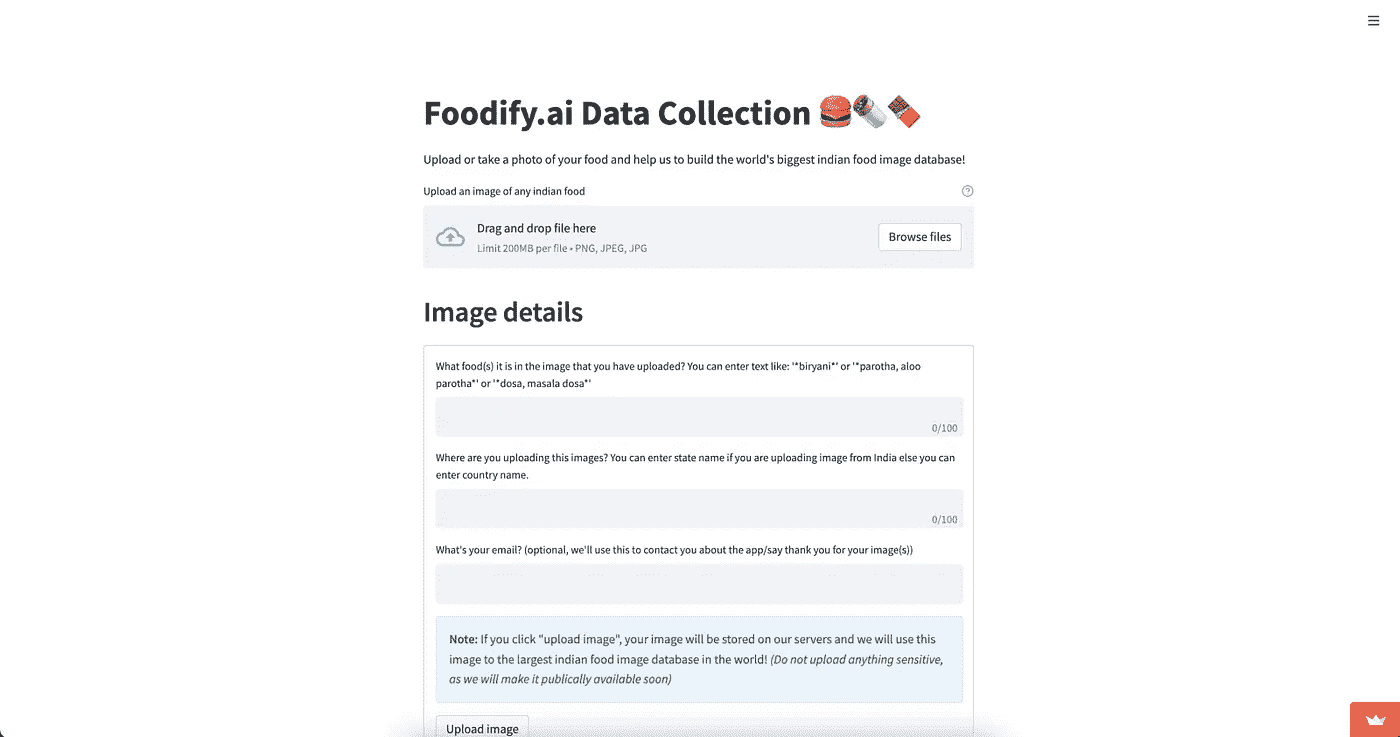 Foodify.ai Data Collection
Upload or take a photo of your food and help us to build the world's biggest indian food image database!
Upload an image of any indian food
Drag and drop file here
Limit 200MB per file • PNG, JPEG, JPG
Browse files
Image details
What food(s) it is in the image that you have uploaded? You can enter text like: '*biryani*' or '*parotha, aloo
parotha*' or '*dosa, masala dosa*'
0/100
Where are you uploading this images? You can enter state name if you are uploading image from India else you can
enter country name.
0/100
What's your email? (optional, we'll use this to contact you about the app/say thank you for your image(s))
Note: If you click "upload image", your image will be stored on our servers and we will use this
image to the largest indian food image database in the world! (Do not upload anything sensitive,
as we will make it publically available soon)
Upload image